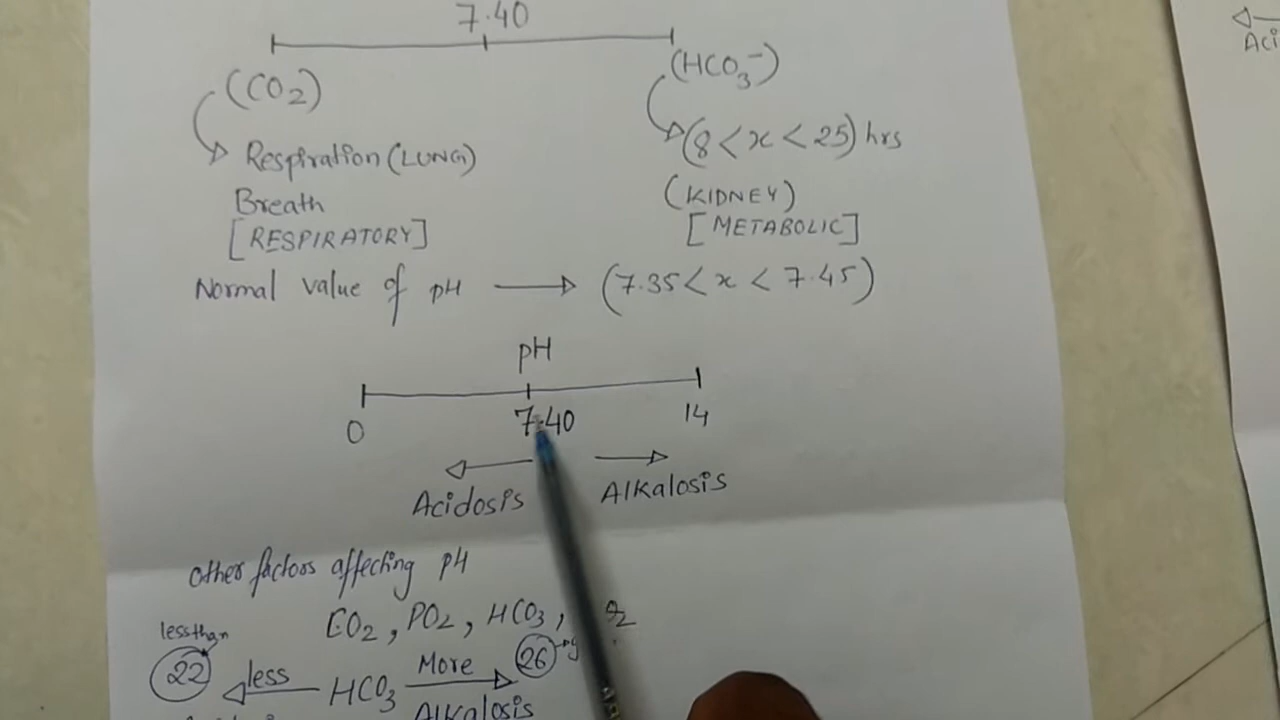 7.40
(CO2) (HCO3-)
(8 < x < 25) hrs
Respiration (LUNG)
Breath (KIDNEY)
[RESPIRATORY] [METABOLIC]
Normal value of pH → (7.35 < x < 7.45)
pH
0 7.40 14
Acidosis Alkalosis
Other factors affecting pH
CO2, PO2, HCO3,
less than
22 less HCO3 More 26
Alkalosis